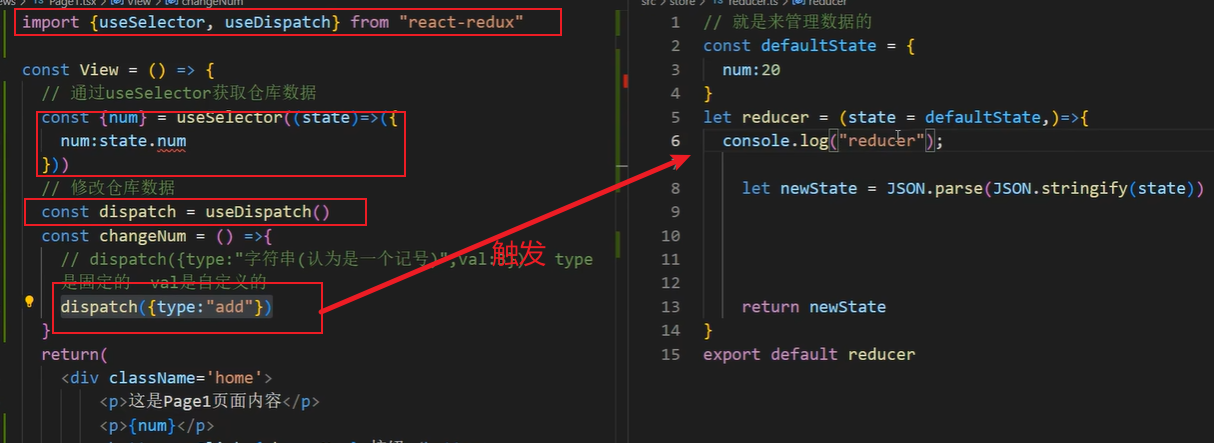 Page1.tsx > View > changeNum
import {useSelector, useDispatch} from "react-redux"
const View = () => {
// 通过useSelector获取仓库数据
const {num} = useSelector((state)=>({
num:state.num
}))
// 修改仓库数据
const dispatch = useDispatch()
const changeNum = () =>{
// dispatch({type:"字符串(认为是一个记号)",val: type
是固定的 val是自定义的
dispatch({type:"add"})
}
return(
<div className='home'>
<p>这是Page1页面内容</p>
<p>{num}</p>
触发
src > store > reducer.ts > reducer
1 // 就是来管理数据的
2 const defaultState = {
3 num:20
4 }
5 let reducer = (state = defaultState,)=>{
6 console.log("reducer");
8 let newState = JSON.parse(JSON.stringify(state))
9
10
11
12
13 return newState
14 }
15 export default reducer